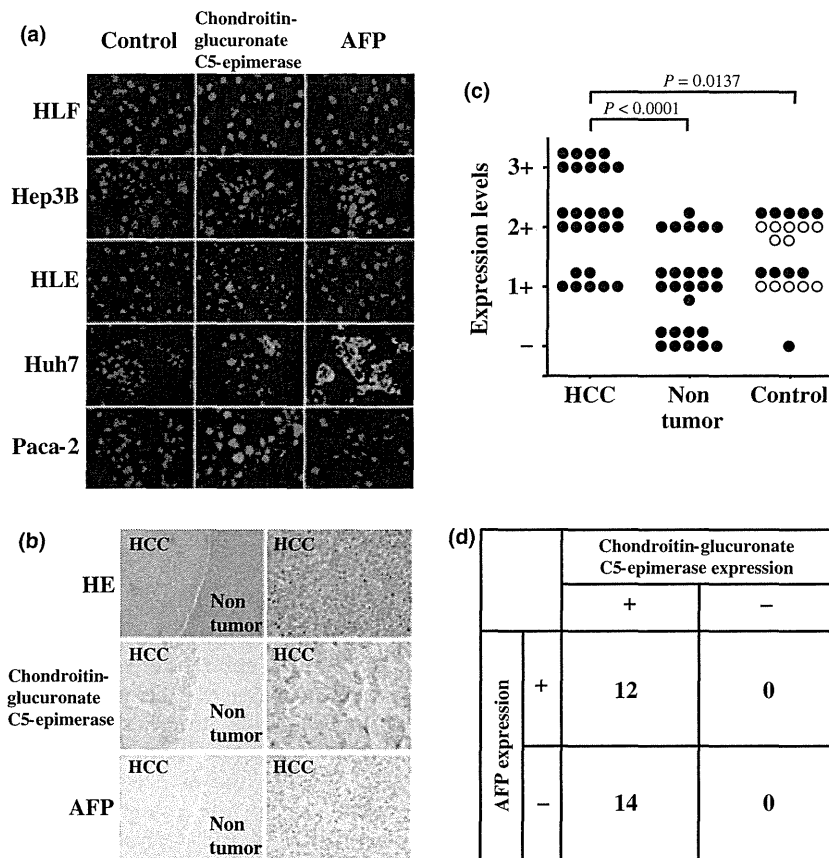 (a)
Control
Chondroitin-
glucuronate
C5-epimerase
AFP
HLF
Hep3B
HLE
Huh7
Paca-2
(b)
HE
HCC
Non
tumor
HCC
Chondroitin-
glucuronate
C5-epimerase
HCC
Non
tumor
HCC
AFP
HCC
Non
tumor
HCC
(c)
P = 0.0137
P < 0.0001
Expression levels
3+
2+
1+
–
HCC
Non
tumor
Control
(d)
Chondroitin-glucuronate
C5-epimerase expression
+ –
AFP expression
+ 12 0
– 14 0